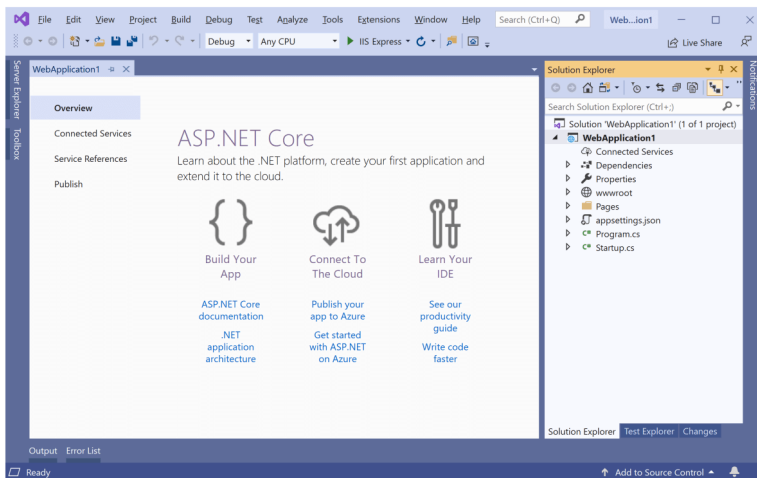 File Edit View Project Build Debug Test Analyze Tools Extensions Window Help Search (Ctrl+Q) Web...ion1
Debug Any CPU IIS Express Live Share
Server Explorer
Toolbox
WebApplication1
Overview
Connected Services
Service References
Publish
ASP.NET Core
Learn about the .NET platform, create your first application and
extend it to the cloud.
Build Your
App
ASP.NET Core
documentation
.NET
application
architecture
Connect To
The Cloud
Publish your
app to Azure
Get started
with ASP.NET
on Azure
Learn Your
IDE
See our
productivity
guide
Write code
faster
Solution Explorer
Search Solution Explorer (Ctrl+;)
Solution 'WebApplication1' (1 of 1 project)
WebApplication1
Connected Services
Dependencies
Properties
wwwroot
Pages
appsettings.json
C# Program.cs
C# Startup.cs
Solution Explorer Test Explorer Changes
Notifications
Output Error List
Ready Add to Source Control